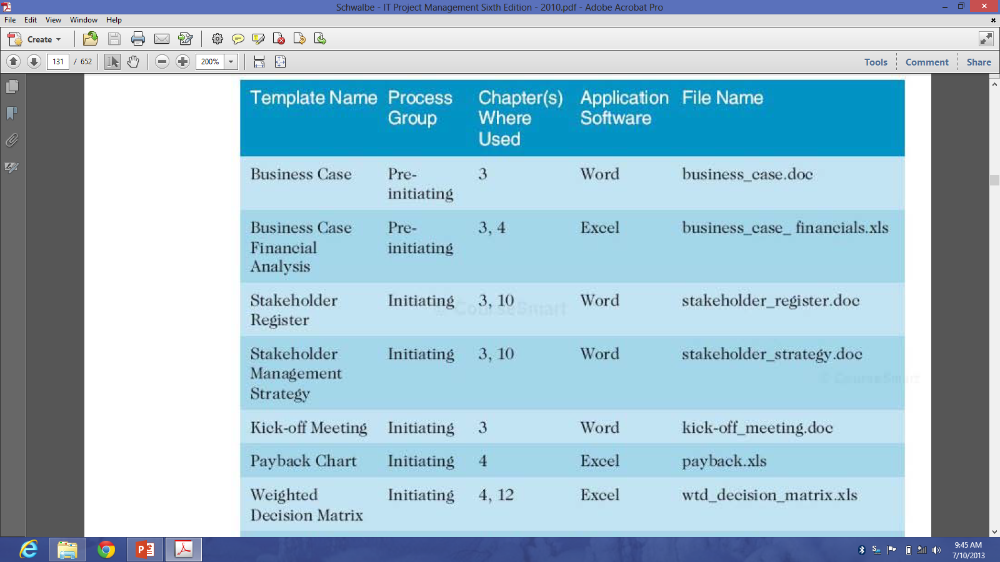 Schwalbe - IT Project Management Sixth Edition - 2010.pdf - Adobe Acrobat Pro
File Edit View Window Help
Create
131 / 652 200% Tools Comment Share
Template Name Process Group Chapter(s) Where Used Application Software File Name
Business Case Pre-initiating 3 Word business_case.doc
Business Case Financial Analysis Pre-initiating 3, 4 Excel business_case_ financials.xls
Stakeholder Register Initiating 3, 10 Word stakeholder_register.doc
© CourseSmart
Stakeholder Management Strategy Initiating 3, 10 Word stakeholder_strategy.doc
© CourseSmart
Kick-off Meeting Initiating 3 Word kick-off_meeting.doc
Payback Chart Initiating 4 Excel payback.xls
Weighted Decision Matrix Initiating 4, 12 Excel wtd_decision_matrix.xls
9:45 AM
7/10/2013